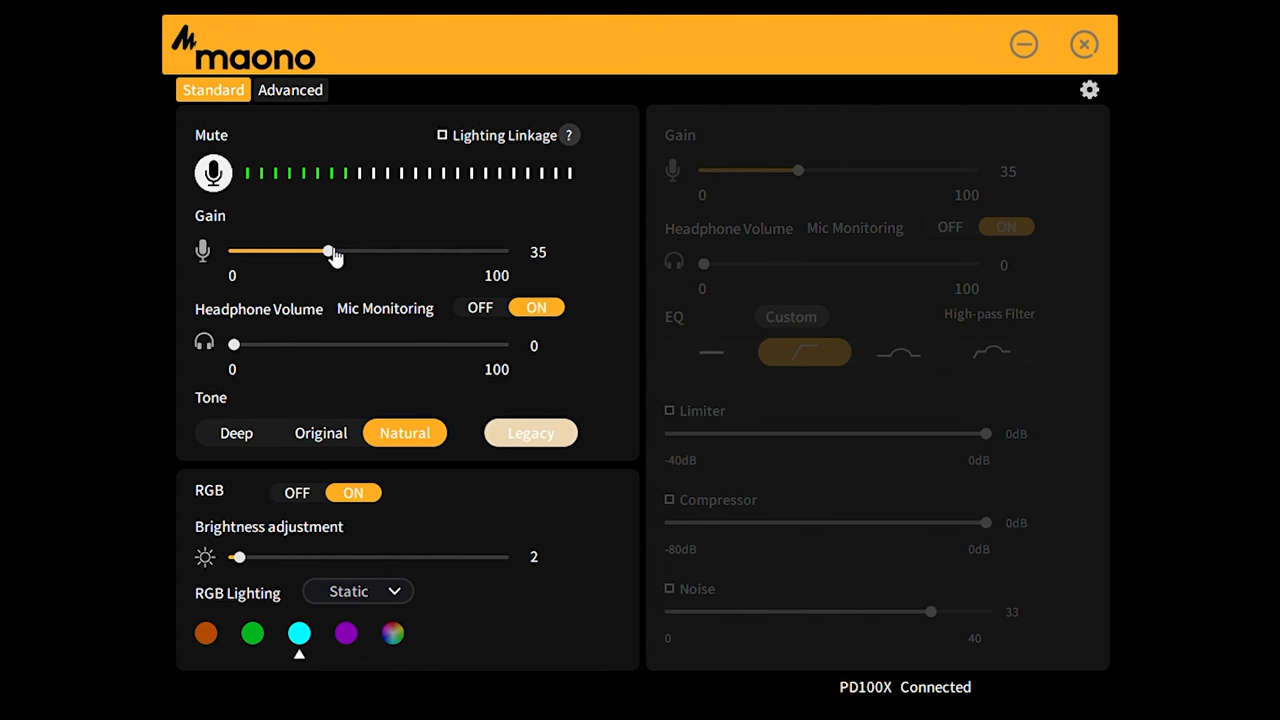 maono
Standard Advanced
Mute Lighting Linkage ?
Gain
35
0 100
Headphone Volume Mic Monitoring OFF ON
0
0 100
Tone
Deep Original Natural Legacy
RGB OFF ON
Brightness adjustment
2
RGB Lighting Static
Gain
35
0 100
Headphone Volume Mic Monitoring OFF ON
0
0 100
EQ Custom High-pass Filter
Limiter
0dB
-40dB 0dB
Compressor
0dB
-80dB 0dB
Noise
33
0 40
PD100X Connected